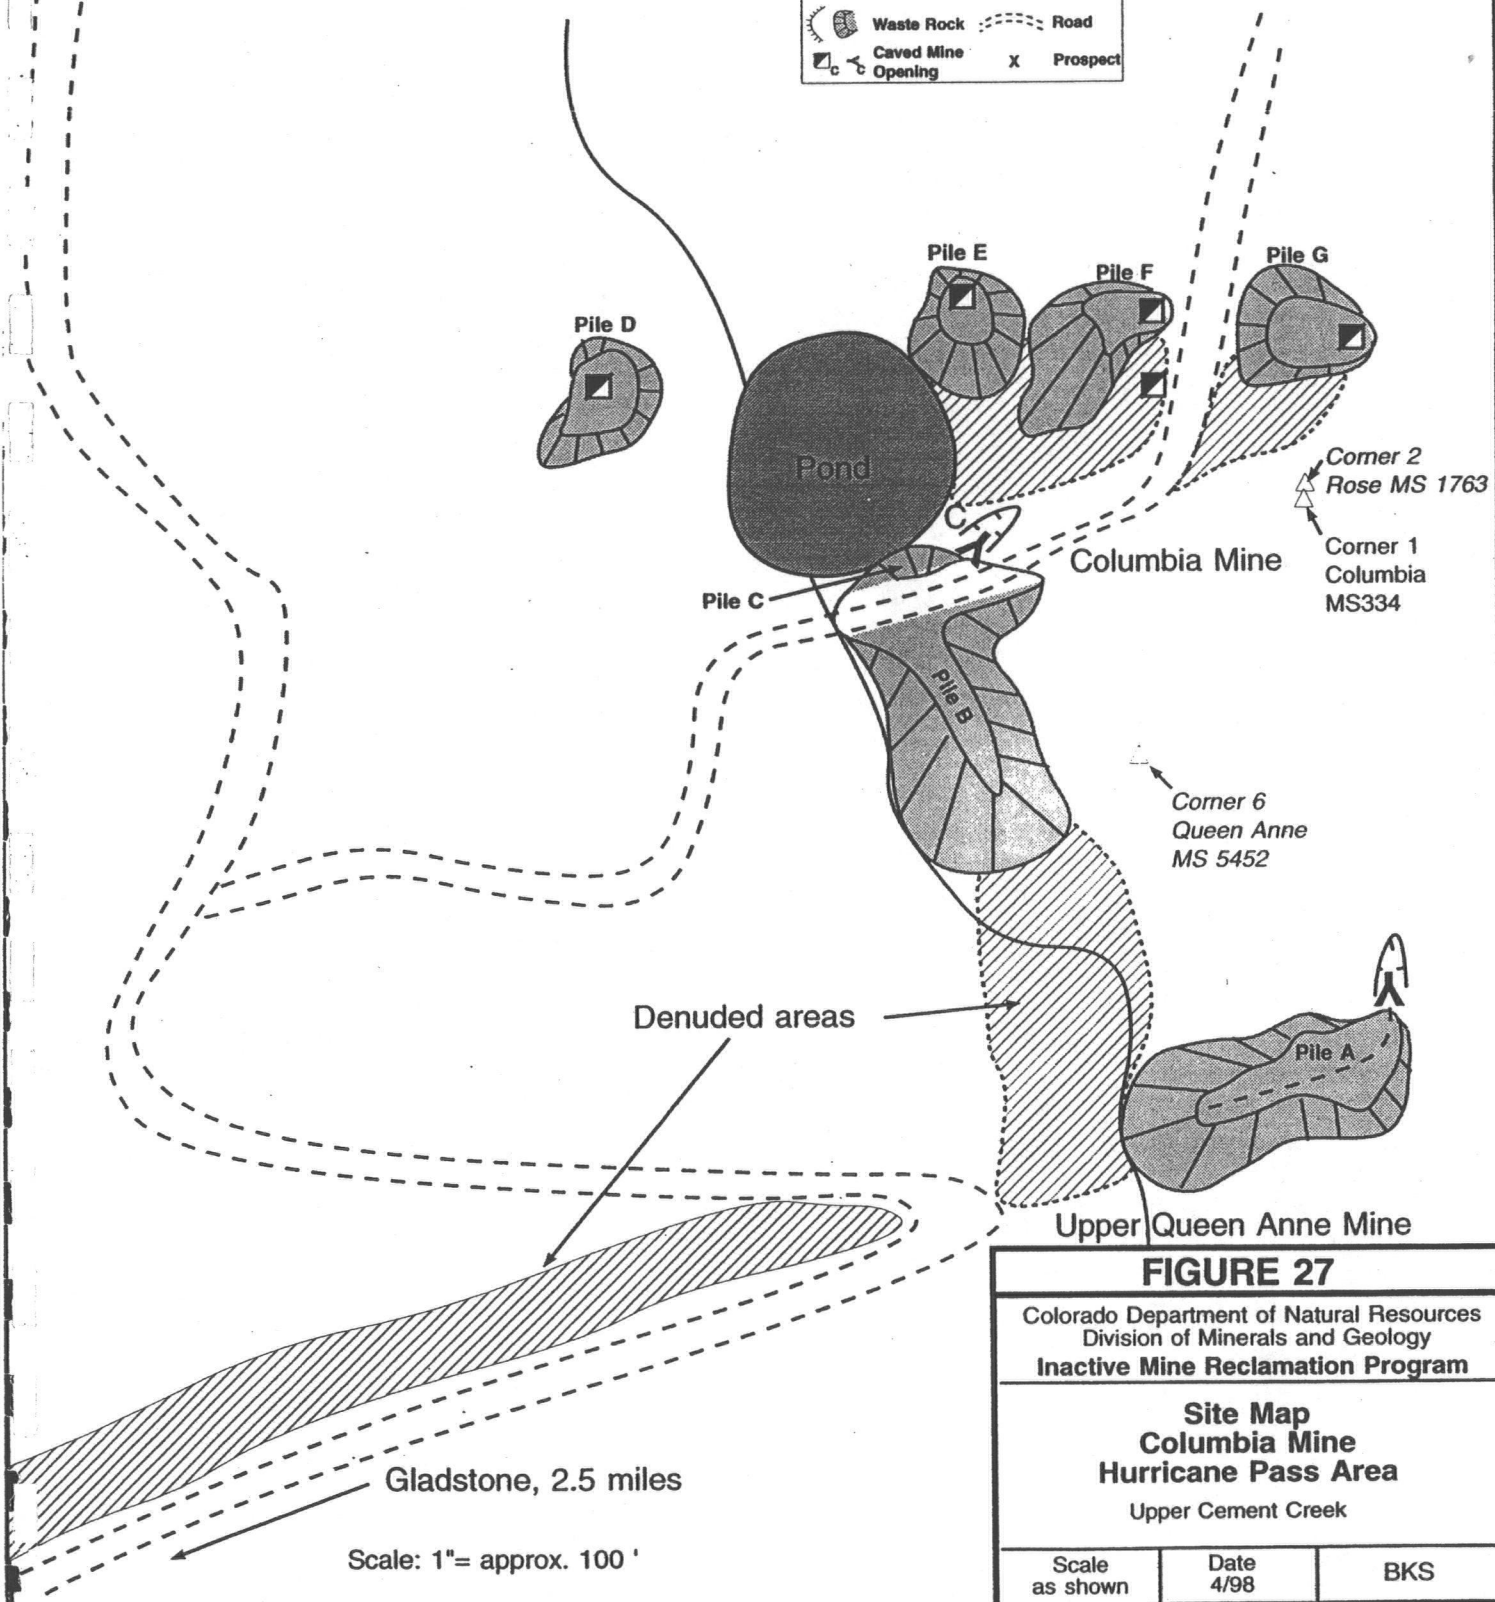 Waste Rock
Road
C
C
Caved Mine
Opening
X
Prospect
Pile E
Pile F
Pile G
Pile D
Pond
Corner 2
Rose MS 1763
C
Columbia Mine
Corner 1
Columbia
MS334
Pile C
Pile B
Corner 6
Queen Anne
MS 5452
Denuded areas
Pile A
Upper Queen Anne Mine
FIGURE 27
Colorado Department of Natural Resources
Division of Minerals and Geology
Inactive Mine Reclamation Program
Site Map
Columbia Mine
Hurricane Pass Area
Upper Cement Creek
Gladstone, 2.5 miles
Scale: 1"= approx. 100 '
Scale
as shown
Date
4/98
BKS